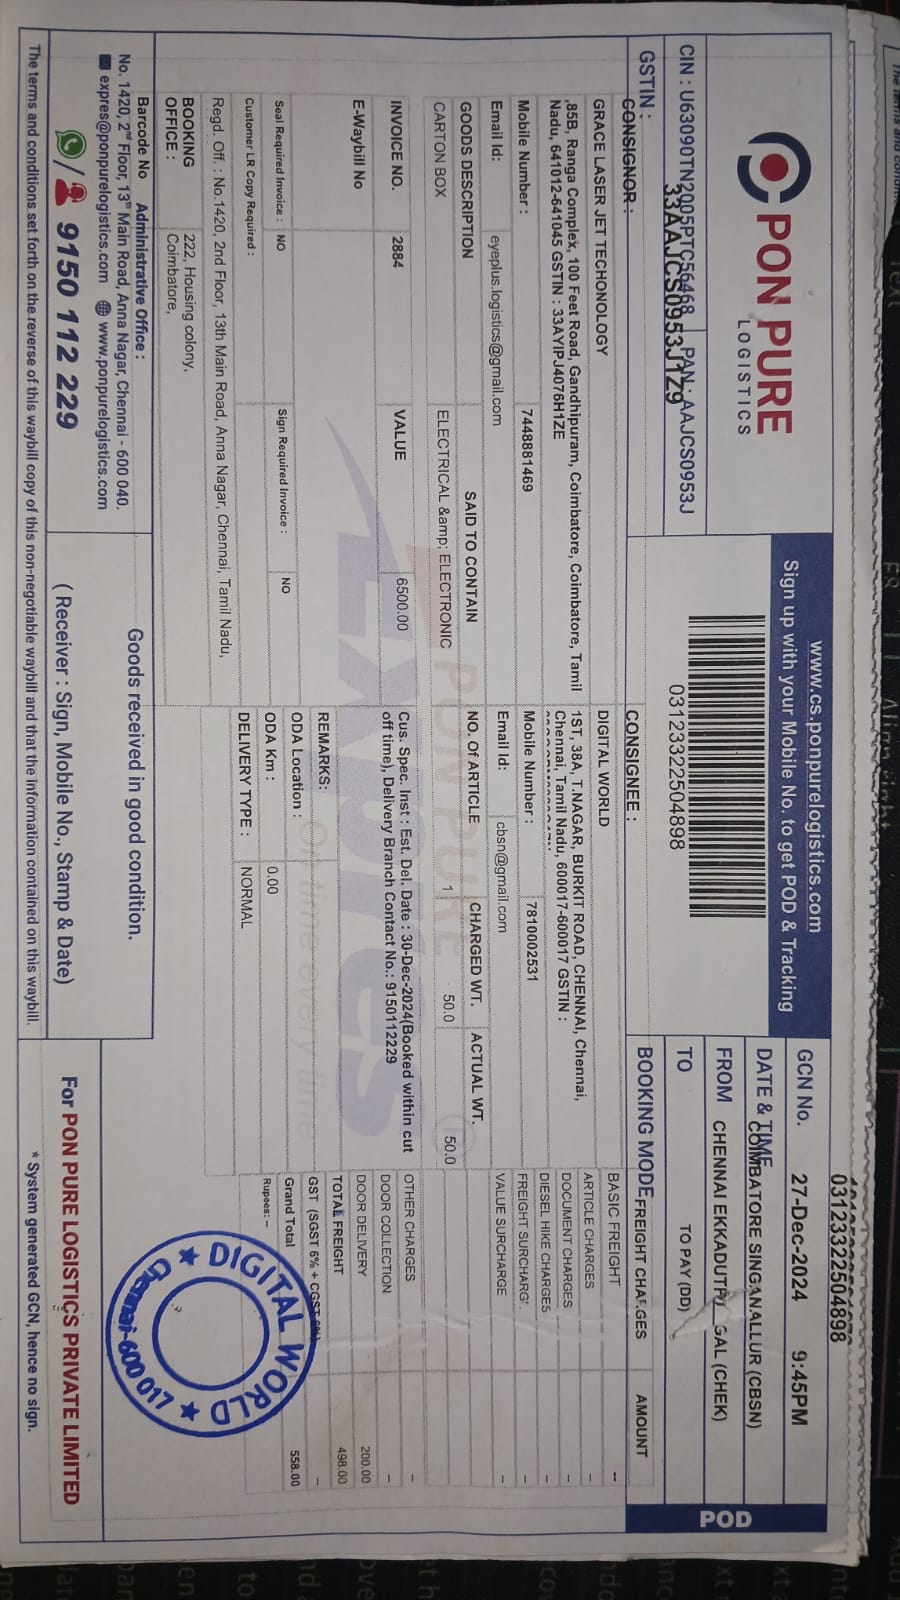 PON PURE
LOGISTICS
www.cs.ponpurelogistics.com
Sign up with your Mobile No. to get POD & Tracking
03123322504898
03123322504898
GCN No. 27-Dec-2024 9:45PM
DATE & TIME
COIMBATORE SINGANALLUR (CBSN)
FROM CHENNAI EKKADUTH GAL (CHEK)
TO TO PAY (DD)
POD
CIN : U63090TN2005PTC56468 PAN : AAJCS0953J
33AAJCS0953J1Z9
GSTIN :
CONSIGNOR :
GRACE LASER JET TECHONOLOGY
,85B, Ranga Complex, 100 Feet Road, Gandhipuram, Coimbatore, Coimbatore, Tamil
Nadu, 641012-641045 GSTIN : 33AYIPJ4076H1ZE
Mobile Number : 7448881469
Email Id: eyeplus.logistics@gmail.com
CONSIGNEE :
DIGITAL WORLD
1ST, 38A, T.NAGAR, BURKIT ROAD, CHENNAI, Chennai,
Chennai, Tamil Nadu, 600017-600017 GSTIN :
Mobile Number : 7810002531
Email Id: cbsn@gmail.com
BOOKING MODE FREIGHT CHARGES AMOUNT
BASIC FREIGHT --
ARTICLE CHARGES -
DOCUMENT CHARGES -
DIESEL HIKE CHARGES -
FREIGHT SURCHARG -
VALUE SURCHARGE -
GOODS DESCRIPTION SAID TO CONTAIN NO. Of ARTICLE CHARGED WT. ACTUAL WT.
CARTON BOX ELECTRICAL &amp; ELECTRONIC 1 50.0 50.0
INVOICE NO. 2884 VALUE 6500.00
Cus. Spec. Inst : Est. Del. Date : 30-Dec-2024(Booked within cut
off time), Delivery Branch Contact No.: 9150112229
E-Waybill No
OTHER CHARGES -
DOOR COLLECTION -
DOOR DELIVERY 200.00
TOTAL FREIGHT 498.00
GST (SGST 6% + CGST 6%) -
Grand Total 558.00
Rupees: –
REMARKS:
ODA Location :
ODA Km : 0.00
DELIVERY TYPE : NORMAL
Seal Required Invoice : NO Sign Required Invoice : NO
Customer LR Copy Required :
Regd. Off. : No.1420, 2nd Floor, 13th Main Road, Anna Nagar, Chennai, Tamil Nadu,
BOOKING
OFFICE :
222, Housing colony,
Coimbatore,
PON PURE
EXPRESS
On time every time
Barcode No Administrative Office :
No. 1420, 2nd Floor, 13th Main Road, Anna Nagar, Chennai - 600 040.
expres@ponpurelogistics.com www.ponpurelogistics.com
/ 9150 112 229
Goods received in good condition.
( Receiver : Sign, Mobile No., Stamp & Date)
DIGITAL WORLD
Chennai-600 017
For PON PURE LOGISTICS PRIVATE LIMITED
The terms and conditions set forth on the reverse of this waybill copy of this non-negotiable waybill and that the information contained on this waybill.
* System generated GCN, hence no sign.